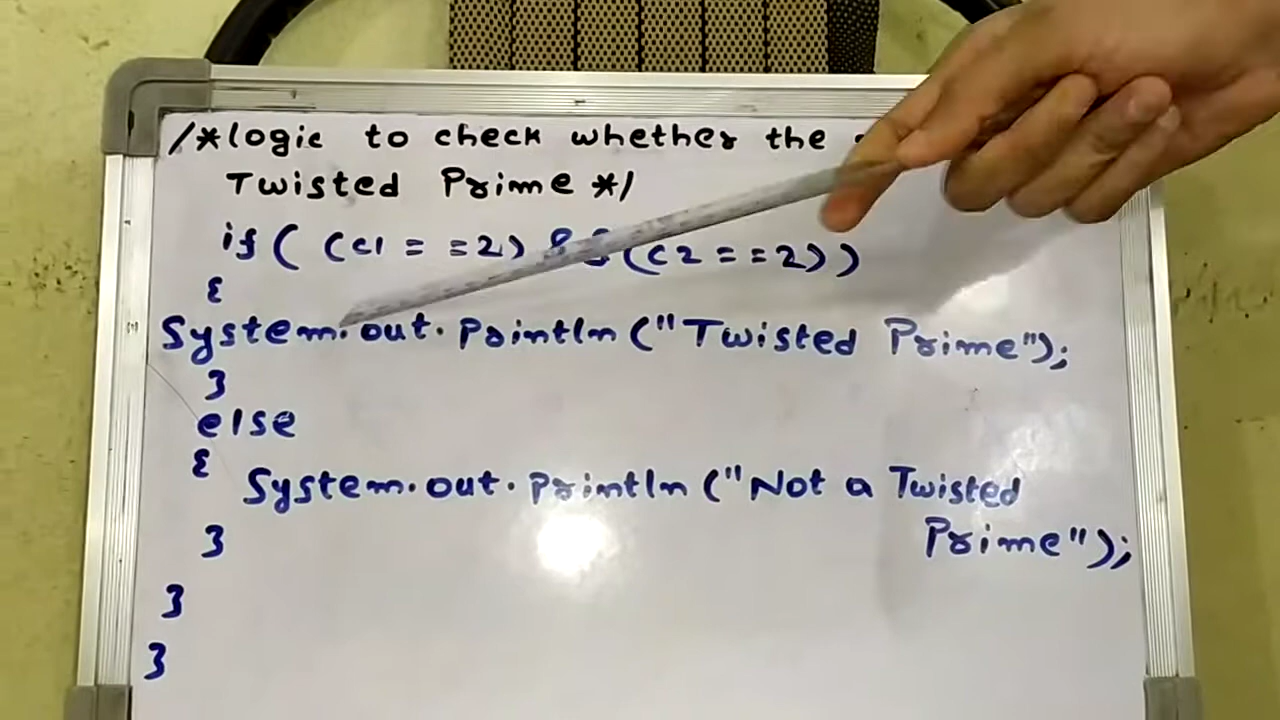 /*logic to check whether the
Twisted Prime */
if( (c1 = =2) && (c2 = =2))
{
System.out.println("Twisted Prime");
}
else
{
System.out.println ("Not a Twisted
Prime");
}
}
}